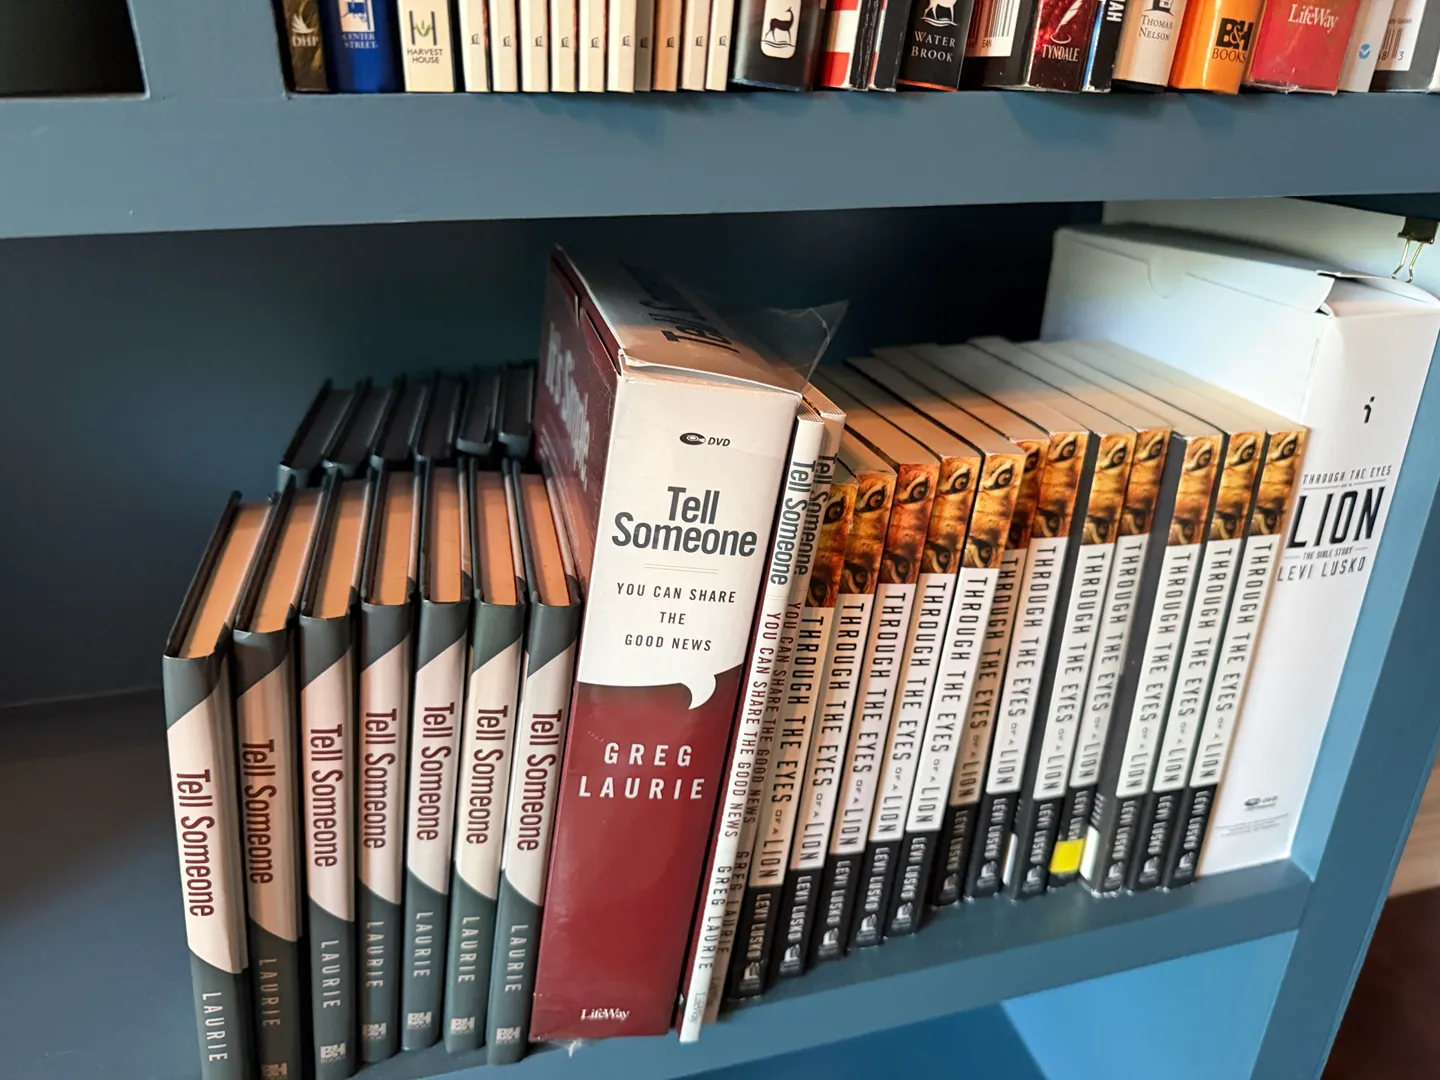 DHP
CENTER
STREET
HARVEST
HOUSE
WATER
BROOK
EAN
TYNDALE
THOMAS
NELSON
B&H
BOOKS
LifeWay
Tell Someone
LAURIE
Tell Someone
LAURIE
Tell Someone
LAURIE
B&H
Tell Someone
LAURIE
B&H
Tell Someone
LAURIE
B&H
Tell Someone
LAURIE
B&H
Tell Someone
LAURIE
B&H
It's Simple
DVD
Tell
Someone
YOU CAN SHARE
THE
GOOD NEWS
GREG
LAURIE
LifeWay
Tell Someone YOU CAN SHARE THE GOOD NEWS GREG LAURIE
Tell Someone YOU CAN SHARE THE GOOD NEWS GREG LAURIE
THROUGH THE EYES OF A LION LEVI LUSKO
THROUGH THE EYES OF A LION LEVI LUSKO
THROUGH THE EYES OF A LION LEVI LUSKO
THROUGH THE EYES OF A LION LEVI LUSKO
THROUGH THE EYES OF A LION LEVI LUSKO
THROUGH THE EYES OF A LION LEVI LUSKO
THROUGH THE EYES OF A LION LEVI LUSKO
THROUGH THE EYES OF A LION LEVI LUSKO
THROUGH THE EYES OF A LION
THROUGH THE EYES OF A LION LEVI LUSKO
THROUGH THE EYES OF A LION LEVI LUSKO
THROUGH THE EYES OF A LION LEVI LUSKO
THROUGH THE EYES
OF A
LION
THE BIBLE STUDY
LEVI LUSKO
DVD